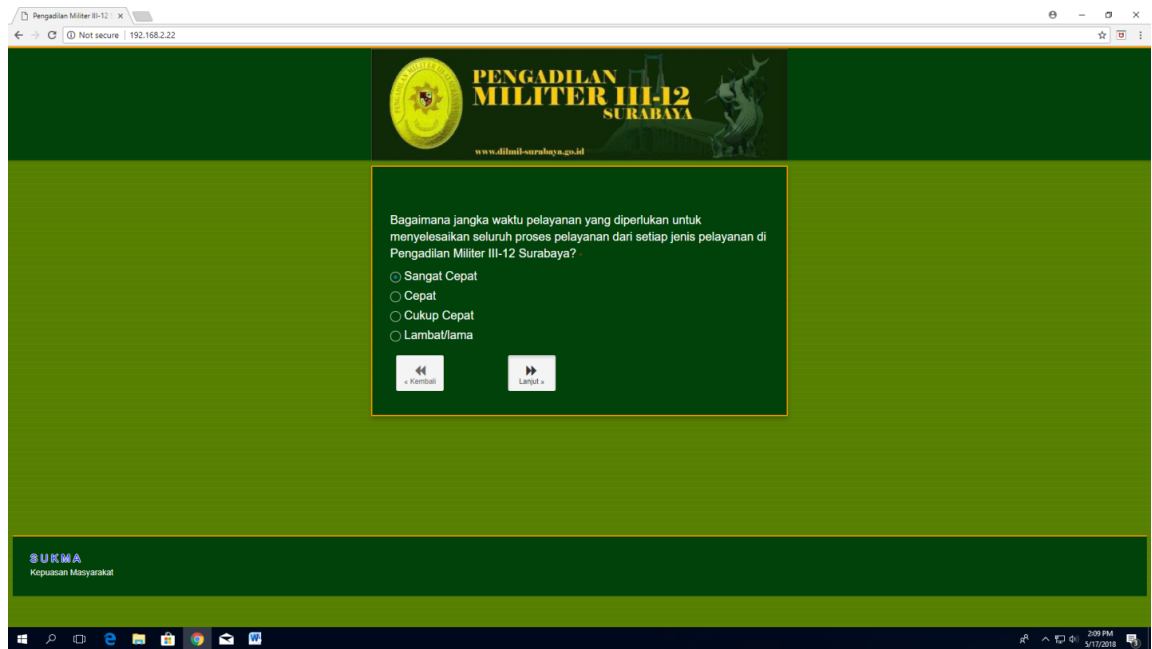 Pengadilan Militer III-12
Not secure | 192.168.2.22
PENGADILAN
MILITER III-12
SURABAYA
www.dilmil-surabaya.go.id
Bagaimana jangka waktu pelayanan yang diperlukan untuk
menyelesaikan seluruh proses pelayanan dari setiap jenis pelayanan di
Pengadilan Militer III-12 Surabaya?
Sangat Cepat
Cepat
Cukup Cepat
Lambat/lama
« Kembali
Lanjut »
SUKMA
Kepuasan Masyarakat
2:09 PM
5/17/2018